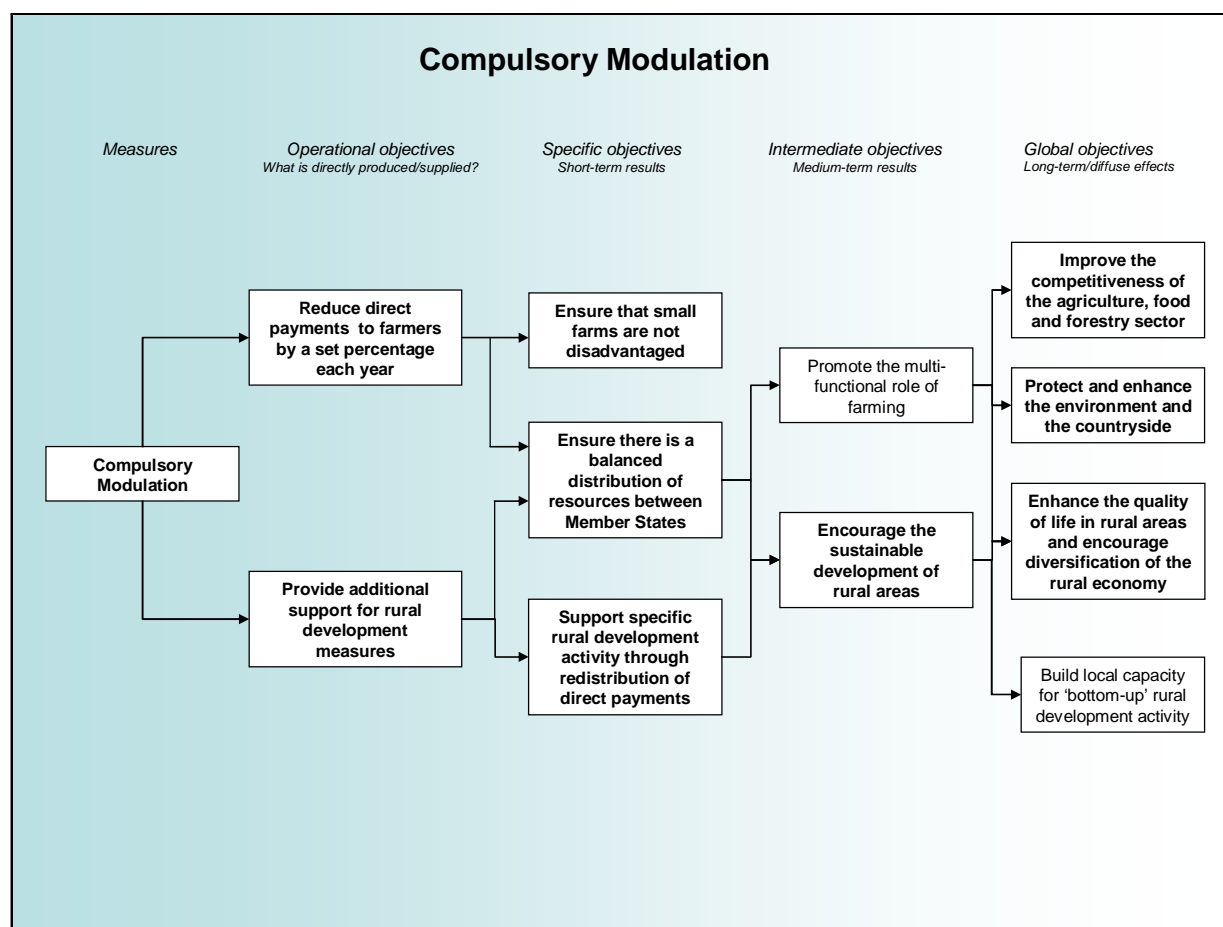 Compulsory Modulation
Measures
Operational objectives
What is directly produced/supplied?
Specific objectives
Short-term results
Intermediate objectives
Medium-term results
Global objectives
Long-term/diffuse effects
Compulsory
Modulation
Reduce direct
payments to farmers
by a set percentage
each year
Provide additional
support for rural
development
measures
Ensure that small
farms are not
disadvantaged
Ensure there is a
balanced
distribution of
resources between
Member States
Support specific
rural development
activity through
redistribution of
direct payments
Promote the multi-
functional role of
farming
Encourage the
sustainable
development of
rural areas
Improve the
competitiveness of
the agriculture, food
and forestry sector
Protect and enhance
the environment and
the countryside
Enhance the quality
of life in rural areas
and encourage
diversification of the
rural economy
Build local capacity
for ‘bottom-up’ rural
development activity